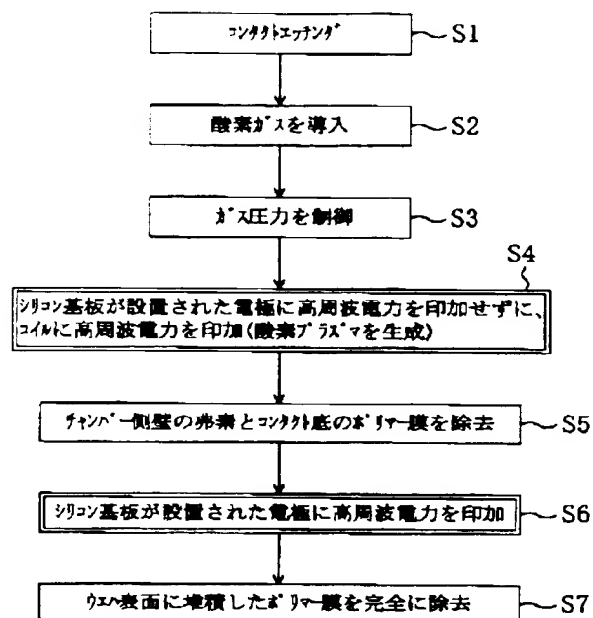 コンタクトエッチング
S1
酸素ガスを導入
S2
ガス圧力を制御
S3
S4
シリコン基板が設置された電極に高周波電力を印加せずに、
コイルに高周波電力を印加(酸素プラズマを生成)
チャンバー側壁の弗素とコンタクト底のポリマー膜を除去
S5
シリコン基板が設置された電極に高周波電力を印加
S6
ウエハ表面に堆積したポリマー膜を完全に除去
S7